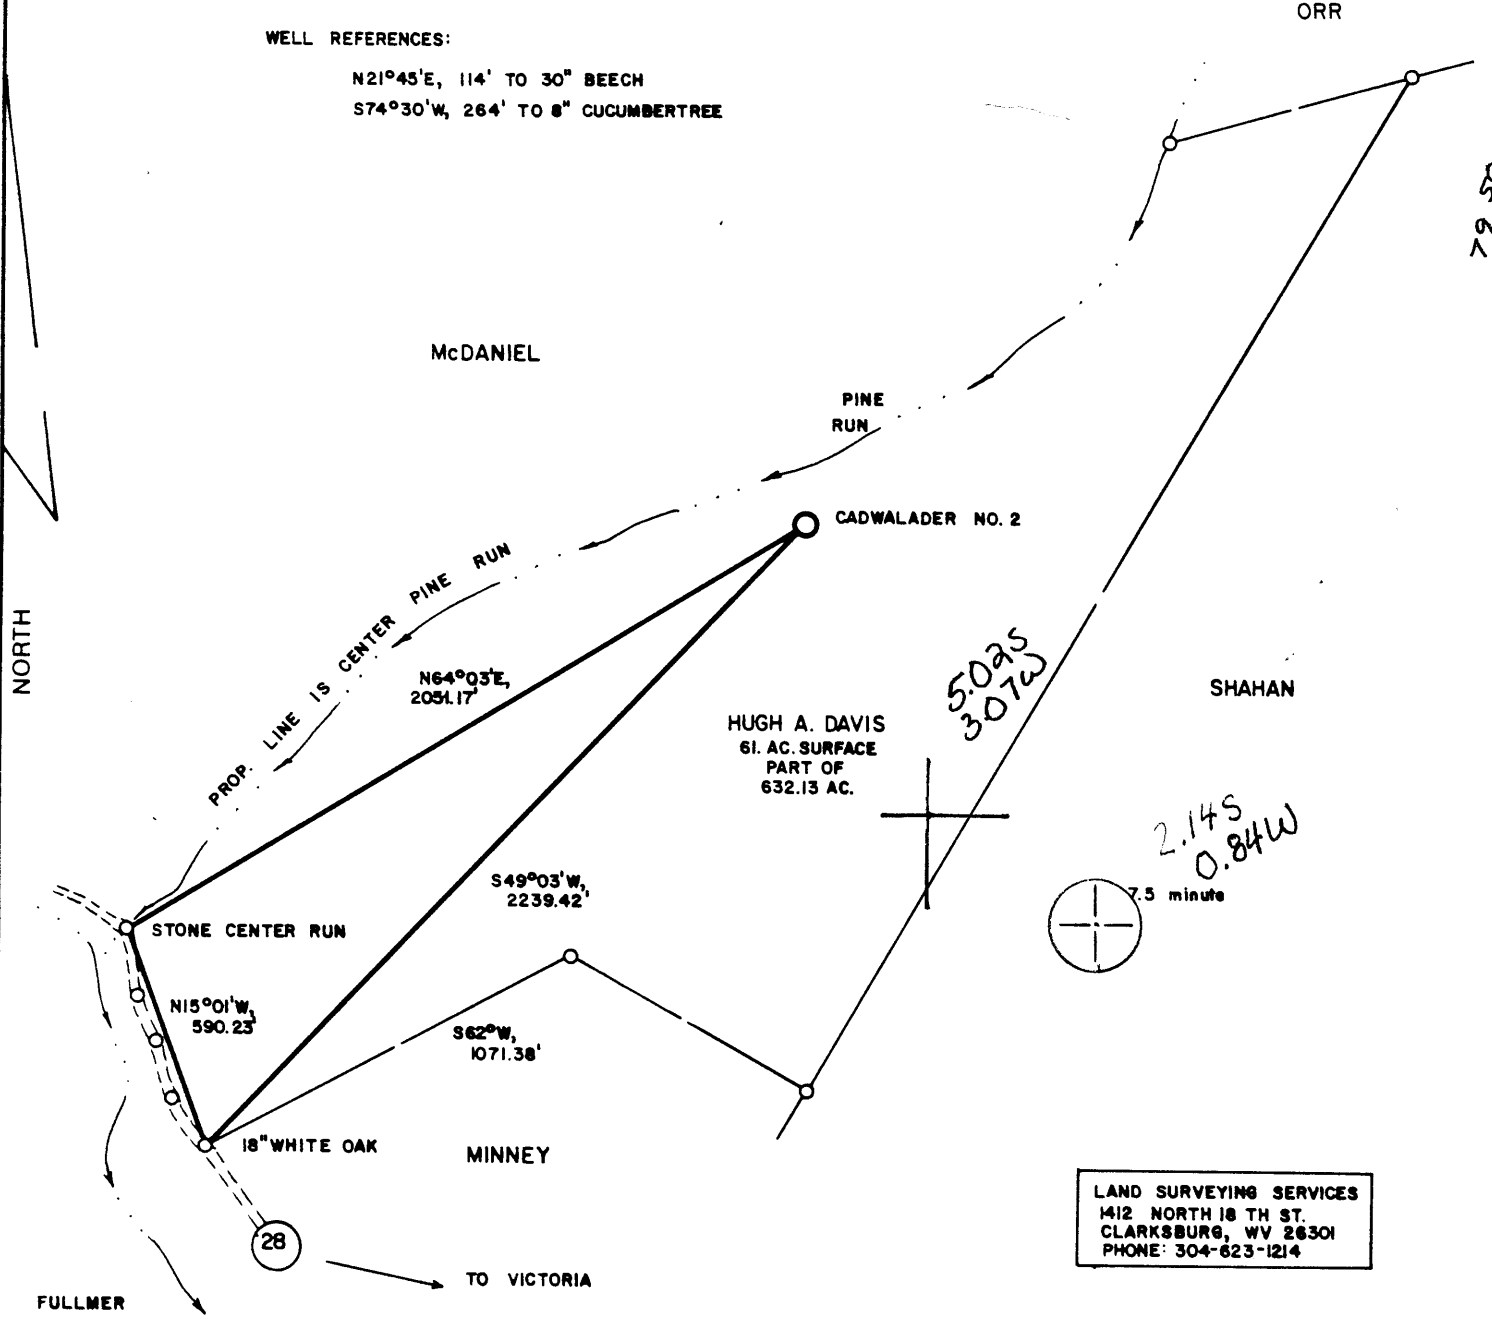 ORR
WELL REFERENCES:
N21°45'E, 114' TO 30" BEECH
S74°30'W, 264' TO 8" CUCUMBERTREE
McDANIEL
PINE
RUN
CADWALADER NO. 2
PROP. LINE IS CENTER PINE RUN
NORTH
N64°03'E,
2051.17'
5.02S
3.07W
SHAHAN
HUGH A. DAVIS
61. AC. SURFACE
PART OF
632.13 AC.
2.14S
0.84W
7.5 minute
S49°03'W,
2239.42'
STONE CENTER RUN
N15°01'W,
590.23'
S62°W,
1071.38'
18" WHITE OAK
MINNEY
28
TO VICTORIA
FULLMER
LAND SURVEYING SERVICES
1412 NORTH 18 TH ST.
CLARKSBURG, WV 26301
PHONE: 304-623-1214